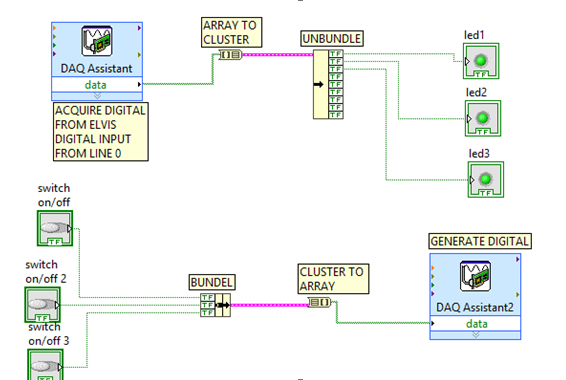 ARRAY TO
CLUSTER
UNBUNDLE
led1
DAQ Assistant
data
TF
TF
TF
TF
TF
TF
TF
TF
TF
led2
TF
ACQUIRE DIGITAL
FROM ELVIS
DIGITAL INPUT
FROM LINE 0
TF
led3
TF
switch
on/off
TF
GENERATE DIGITAL
switch
on/off 2
TF
BUNDEL
TF
TF
TF
CLUSTER TO
ARRAY
DAQ Assistant2
data
switch
on/off 3
TF